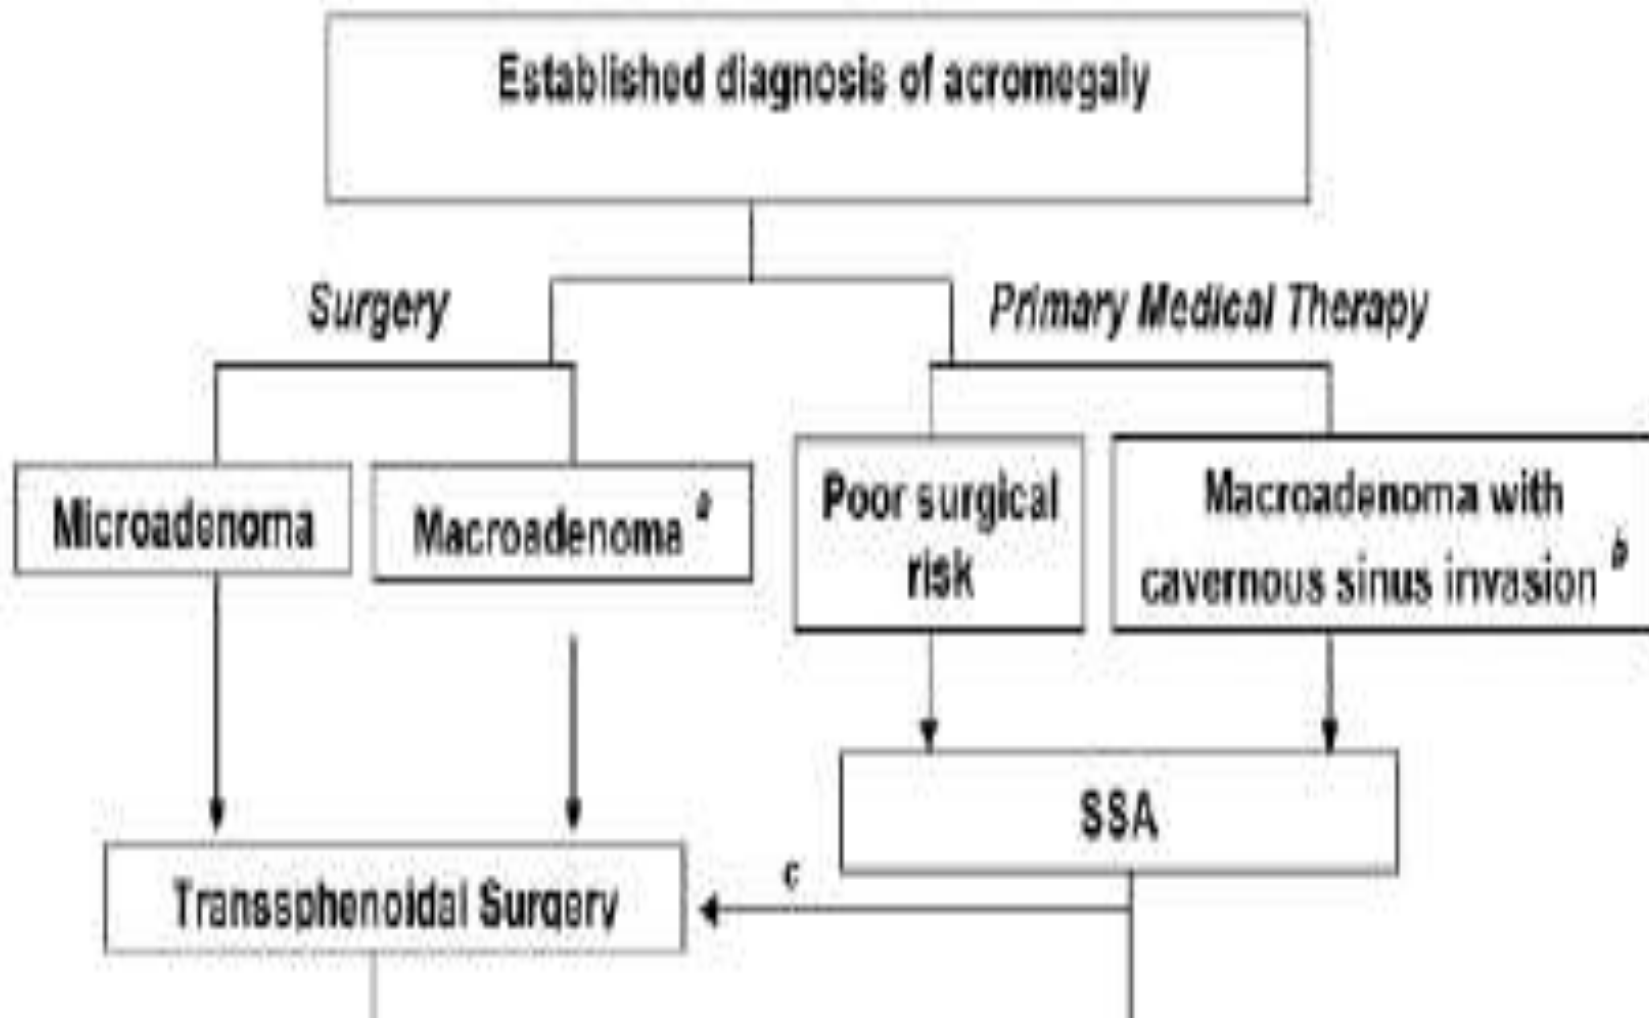 Established diagnosis of acromegaly
Surgery
Primary Medical Therapy
Microadenoma
Macroadenoma a
Poor surgical
risk
Macroadenoma with
cavernous sinus invasion b
SSA
c
Transsphenoidal Surgery